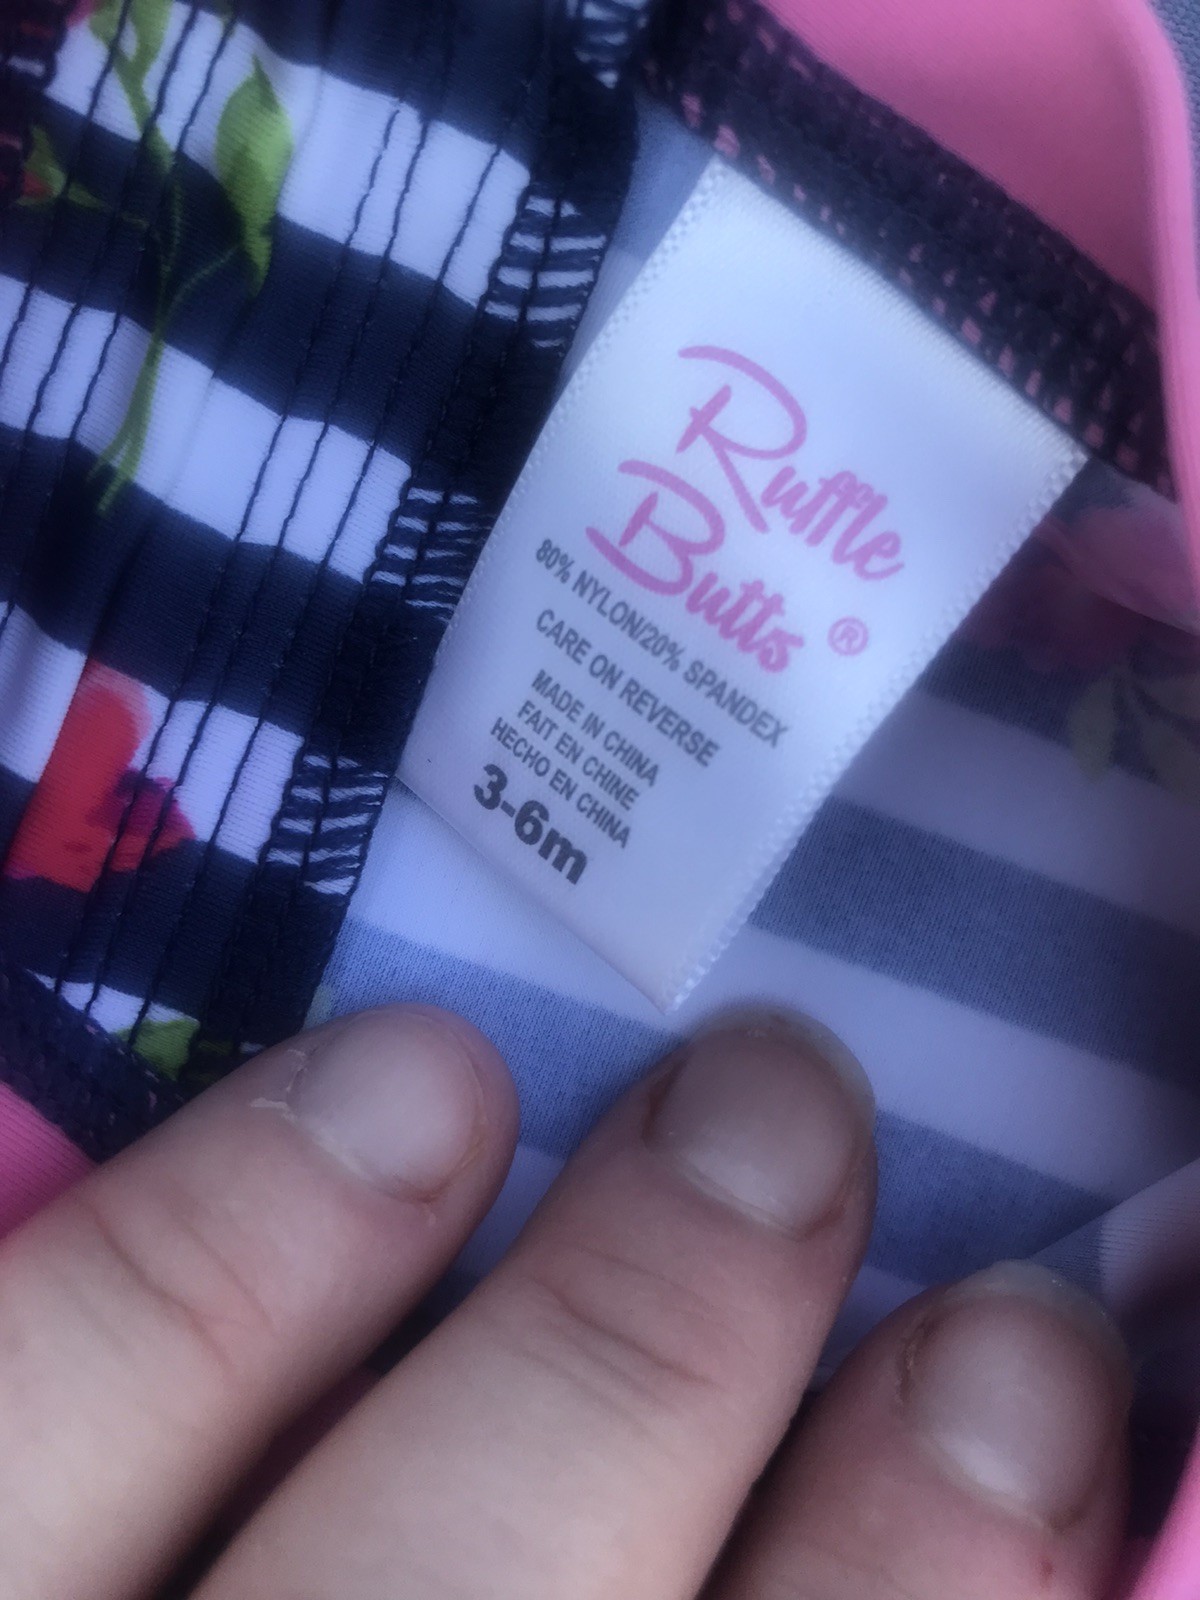 Ruffle
Butts®
80% NYLON/20% SPANDEX
CARE ON REVERSE
MADE IN CHINA
FAIT EN CHINE
HECHO EN CHINA
3-6m